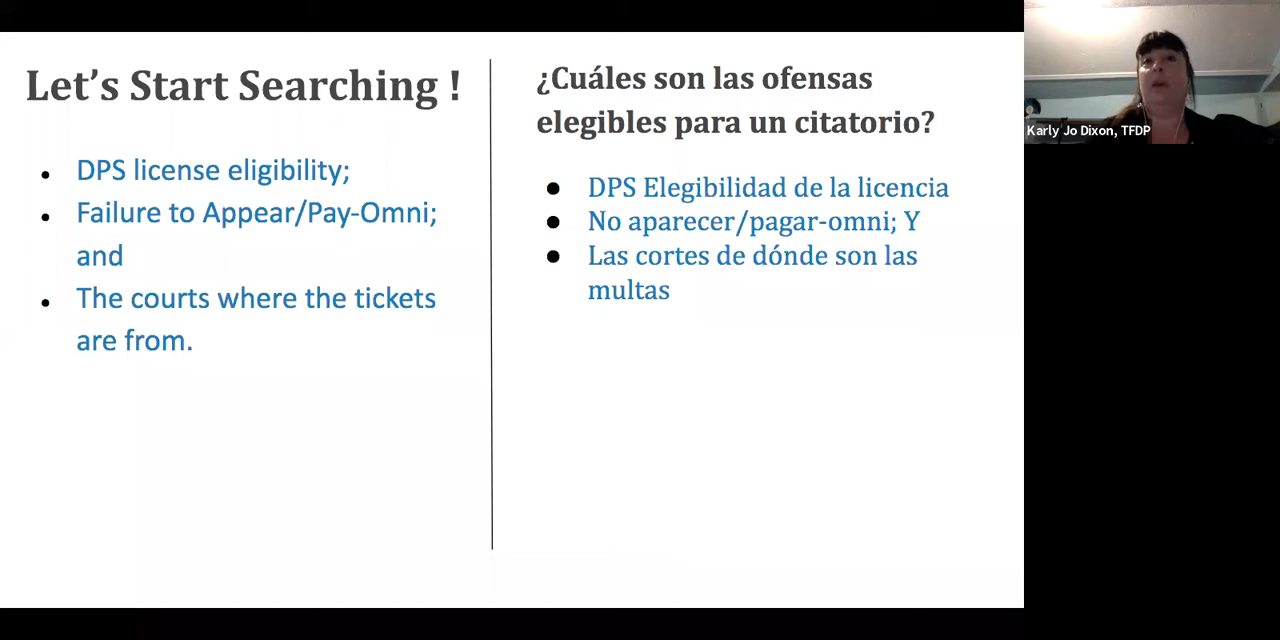 Let’s Start Searching !
• DPS license eligibility;
• Failure to Appear/Pay-Omni;
and
• The courts where the tickets
are from.
¿Cuáles son las ofensas
elegibles para un citatorio?
● DPS Elegibilidad de la licencia
● No aparecer/pagar-omni; Y
● Las cortes de dónde son las
multas
Karly Jo Dixon, TFDP